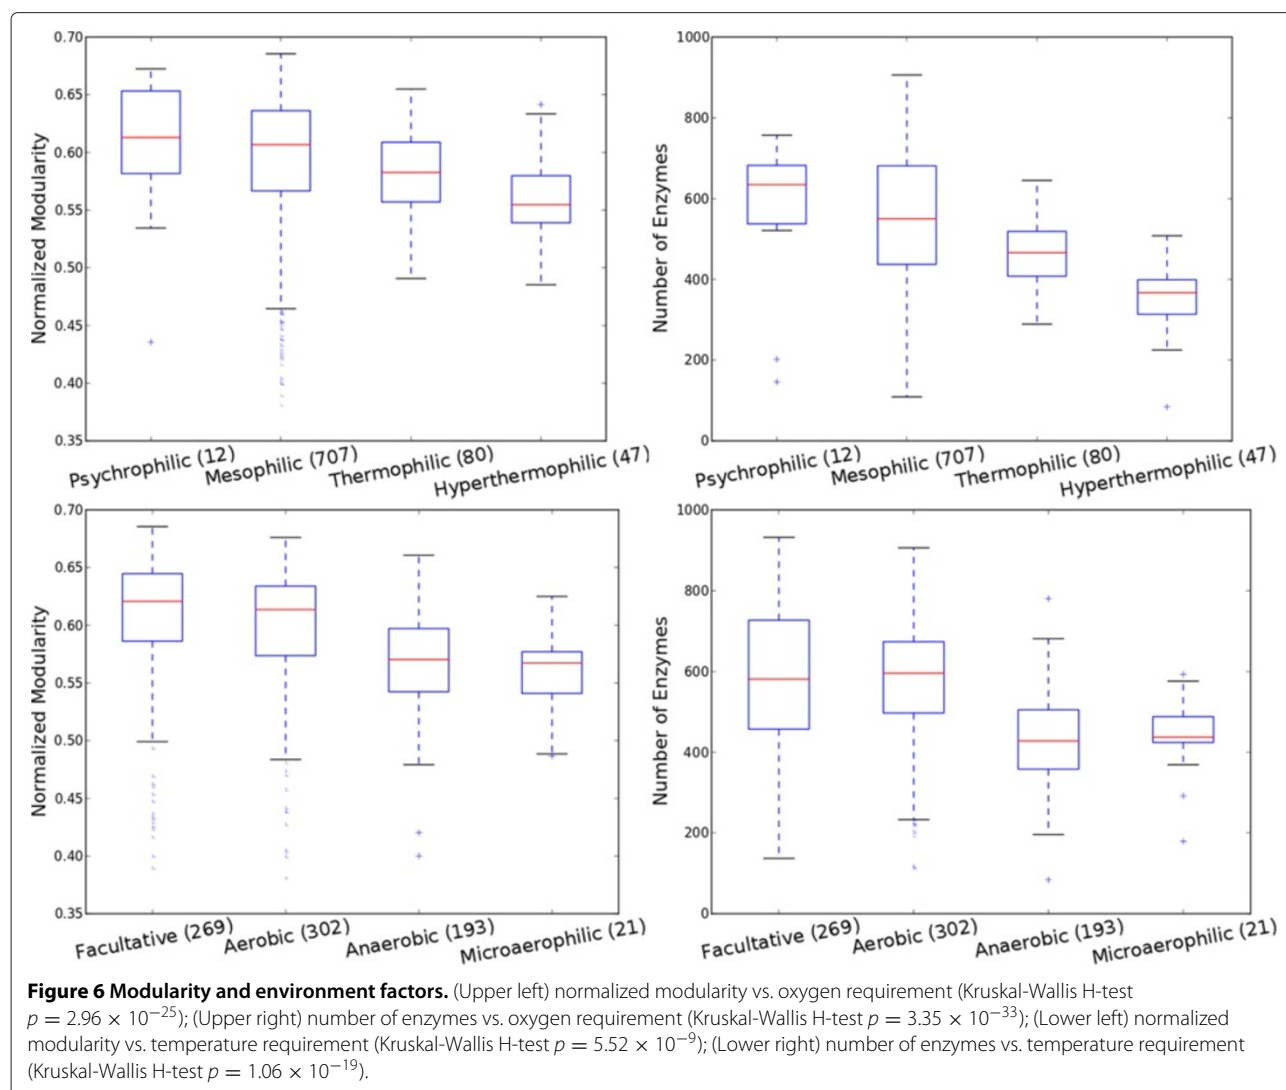 0.70
0.65
0.60
0.55
0.50
0.45
0.40
0.35
Normalized Modularity
Psychrophilic (12)
Mesophilic (707)
Thermophilic (80)
Hyperthermophilic (47)
1000
800
600
400
200
0
Number of Enzymes
Psychrophilic (12)
Mesophilic (707)
Thermophilic (80)
Hyperthermophilic (47)
0.70
0.65
0.60
0.55
0.50
0.45
0.40
0.35
Normalized Modularity
Facultative (269)
Aerobic (302)
Anaerobic (193)
Microaerophilic (21)
1000
800
600
400
200
0
Number of Enzymes
Facultative (269)
Aerobic (302)
Anaerobic (193)
Microaerophilic (21)
Figure 6 Modularity and environment factors. (Upper left) normalized modularity vs. oxygen requirement (Kruskal-Wallis H-test
p = 2.96 × 10⁻²⁵); (Upper right) number of enzymes vs. oxygen requirement (Kruskal-Wallis H-test p = 3.35 × 10⁻³³); (Lower left) normalized
modularity vs. temperature requirement (Kruskal-Wallis H-test p = 5.52 × 10⁻⁹); (Lower right) number of enzymes vs. temperature requirement
(Kruskal-Wallis H-test p = 1.06 × 10⁻¹⁹).